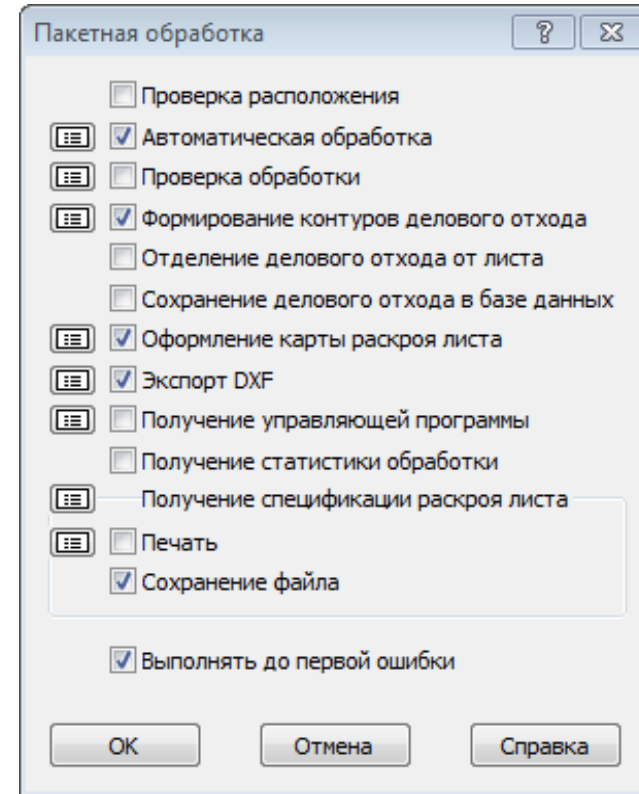 Пакетная обработка
Проверка расположения
Автоматическая обработка
Проверка обработки
Формирование контуров делового отхода
Отделение делового отхода от листа
Сохранение делового отхода в базе данных
Оформление карты раскроя листа
Экспорт DXF
Получение управляющей программы
Получение статистики обработки
Получение спецификации раскроя листа
Печать
Сохранение файла
Выполнять до первой ошибки
ОК Отмена Справка